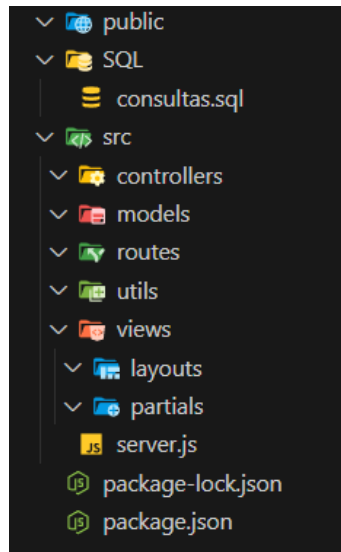 public
SQL
consultas.sql
src
controllers
models
routes
utils
views
layouts
partials
JS server.js
package-lock.json
package.json